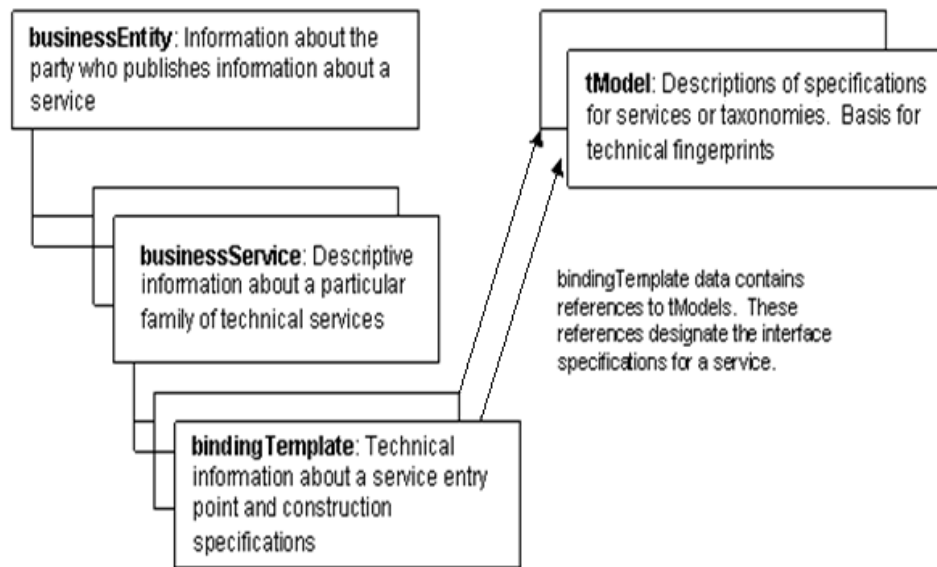 businessEntity: Information about the
party who publishes information about a
service
tModel: Descriptions of specifications
for services or taxonomies. Basis for
technical fingerprints
businessService: Descriptive
information about a particular
family of technical services
bindingTemplate data contains
references to tModels. These
references designate the interface
specifications for a service.
bindingTemplate: Technical
information about a service entry
point and construction
specifications